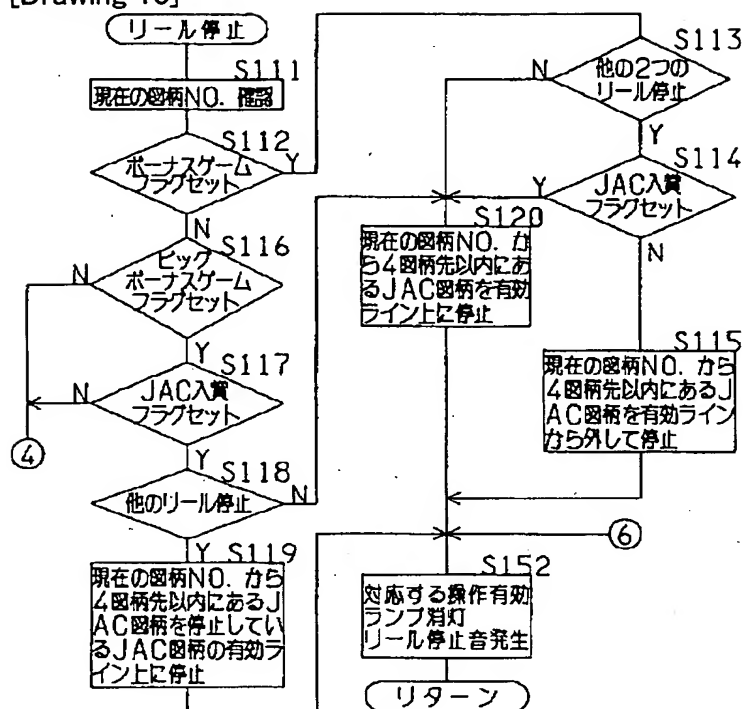 [Drawing 10]
リール停止
S111
現在の図柄NO. 確認
S112
ボーナスゲーム
フラグセット
Y
N
S116
ビッグ
ボーナスゲーム
フラグセット
N
Y
S117
JAC入賞
フラグセット
N
④
Y
S118
他のリール停止
N
Y
S119
現在の図柄NO. から
4図柄先以内にあるJ
AC図柄を停止してい
るJAC図柄の有効ラ
イン上に停止
S113
他の2つの
リール停止
N
Y
S114
JAC入賞
フラグセット
Y
N
S120
現在の図柄NO. か
ら4図柄先以内にあ
るJAC図柄を有効
ライン上に停止
S115
現在の図柄NO. から
4図柄先以内にあるJ
AC図柄を有効ライン
から外して停止
⑥
S152
対応する操作有効
ランプ消灯
リール停止音発生
リターン